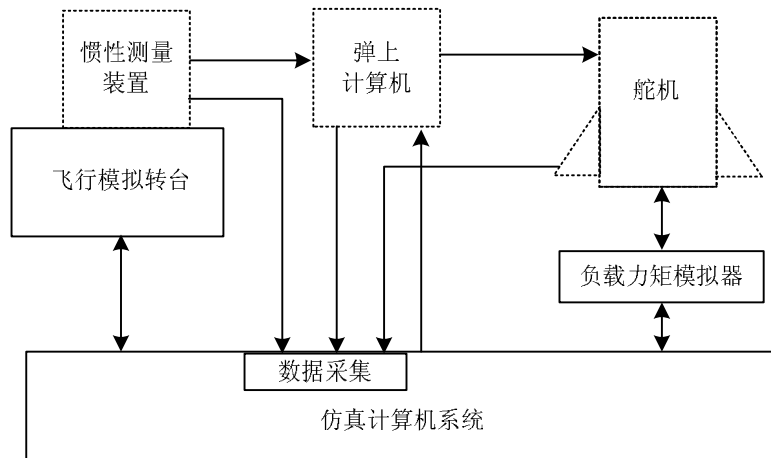 惯性测量
装置
弹上
计算机
舵机
飞行模拟转台
负载力矩模拟器
数据采集
仿真计算机系统